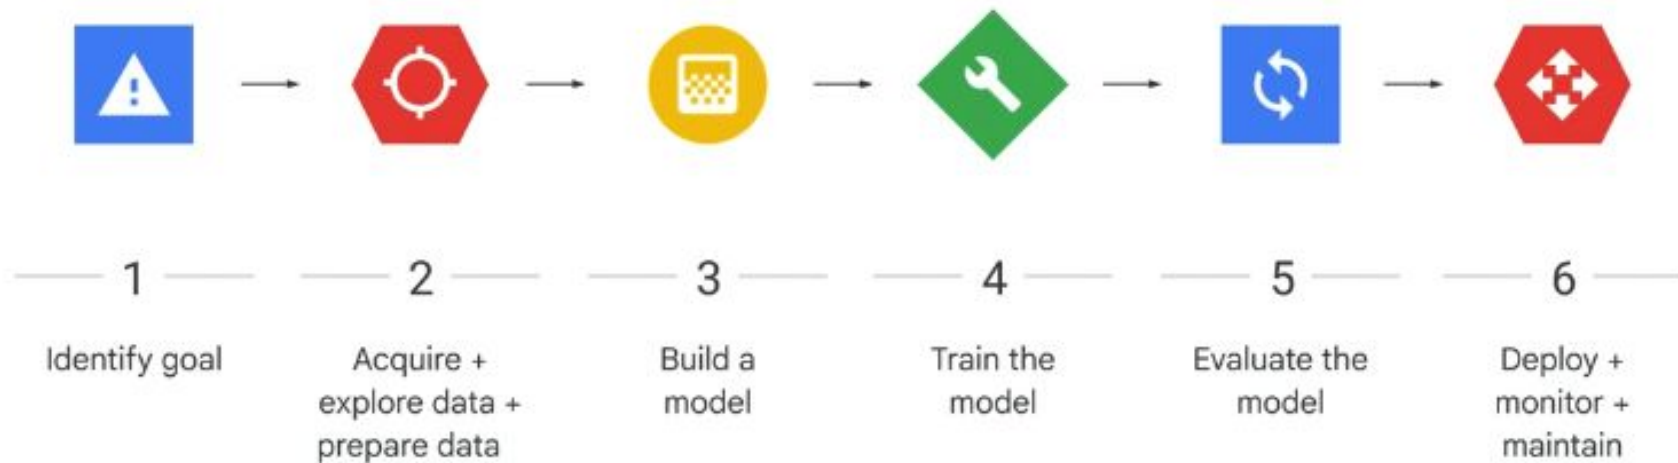 1
Identify goal
2
Acquire +
explore data +
prepare data
3
Build a
model
4
Train the
model
5
Evaluate the
model
6
Deploy +
monitor +
maintain